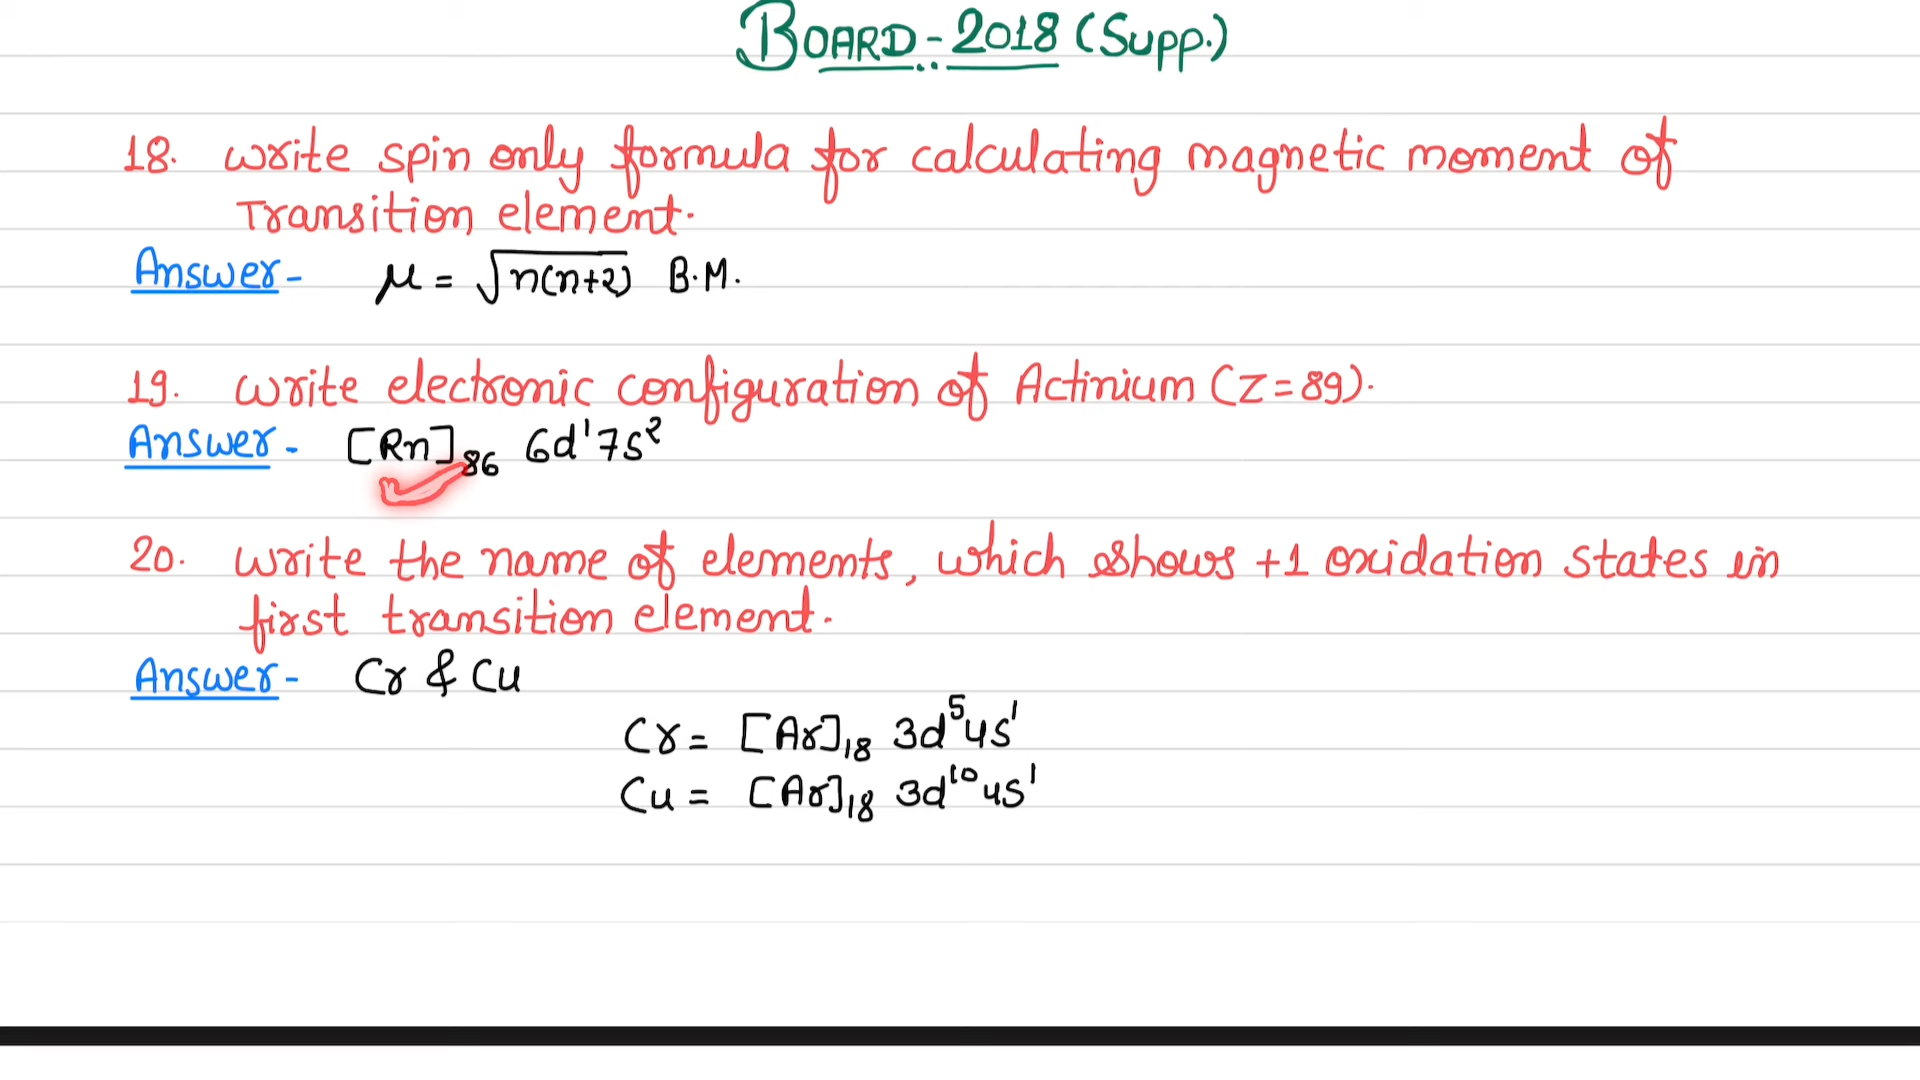 BOARD-2018 (Supp.)
18. write spin only formula for calculating magnetic moment of
Transition element.
Answer- μ = √n(n+2) B.M.
19. write electronic configuration of Actinium (Z=89).
Answer- [Rn]₈₆ 6d¹7s²
20. write the name of elements, which shows +1 oxidation states in
first transition element.
Answer- Cr & Cu
Cr = [Ar]₁₈ 3d⁵4s¹
Cu = [Ar]₁₈ 3d¹⁰4s¹